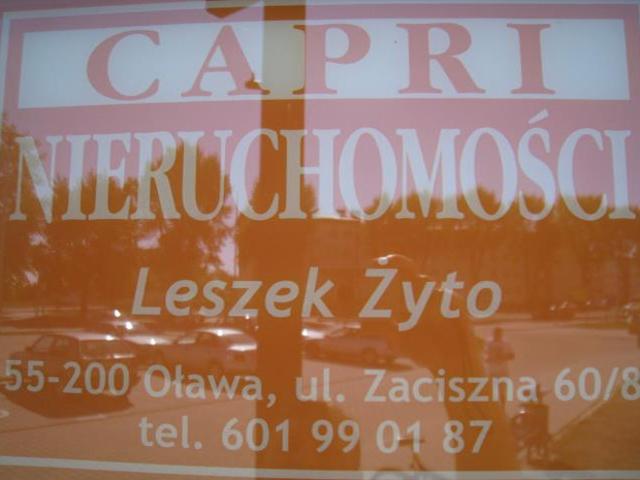 CAPRI
NIERUCHOMOŚCI
Leszek Żyto
55-200 Oława, ul. Zaciszna 60/8
tel. 601 99 01 87